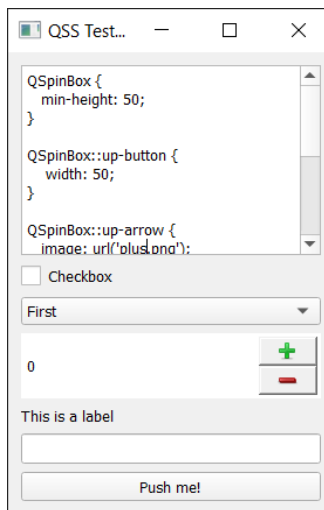 QSS Test...
QSpinBox {
min-height: 50;
}
QSpinBox::up-button {
width: 50;
}
QSpinBox::up-arrow {
image: url('plus.png');
Checkbox
First
0
This is a label
Push me!